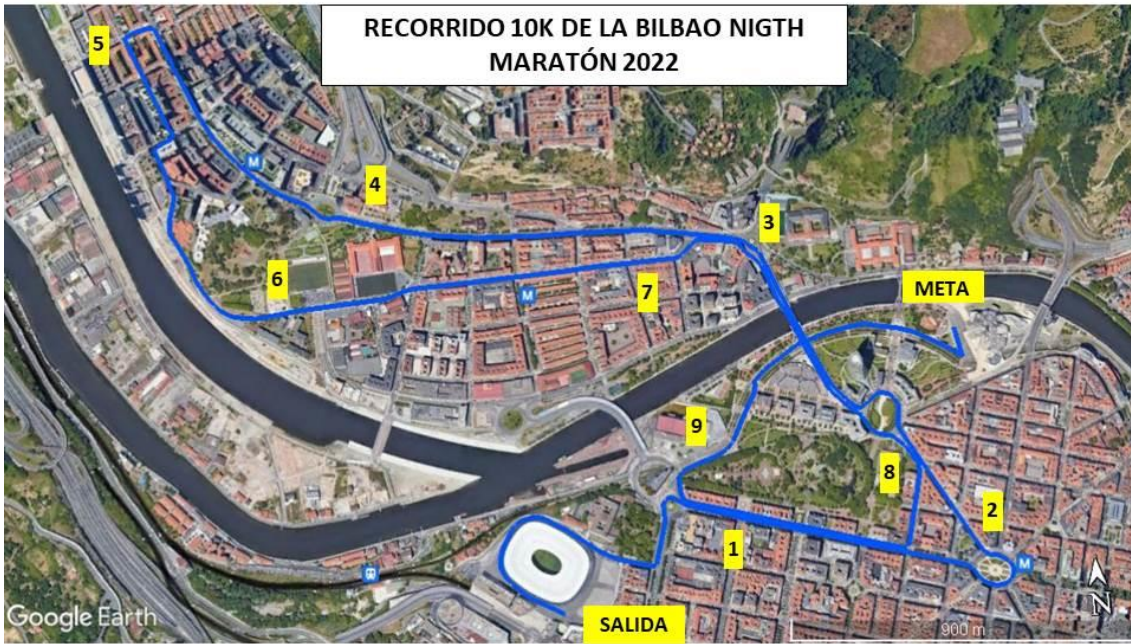 RECORRIDO 10K DE LA BILBAO NIGTH
MARATÓN 2022
5
M
4
3
6
M
7
META
9
8
2
1
M
SALIDA
N
Google Earth
900 m